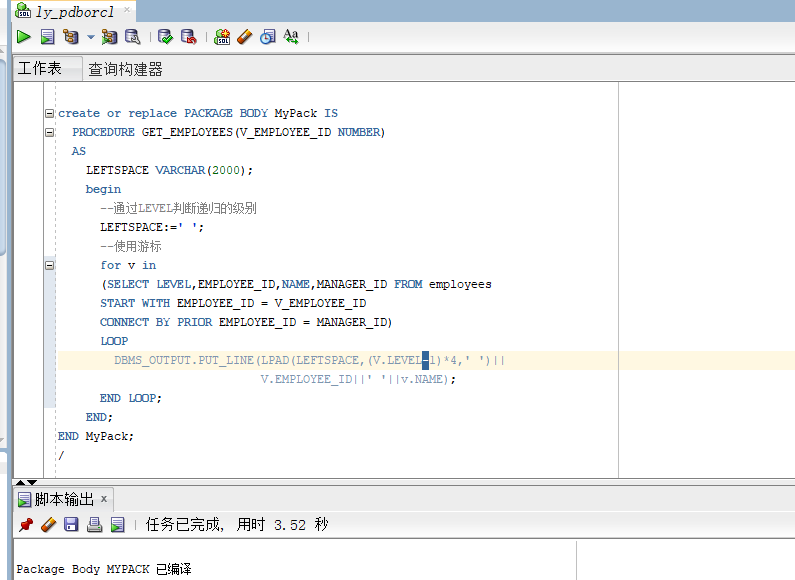 ly_pdborcl
工作表 查询构建器
create or replace PACKAGE BODY MyPack IS
PROCEDURE GET_EMPLOYEES(V_EMPLOYEE_ID NUMBER)
AS
LEFTSPACE VARCHAR(2000);
begin
--通过LEVEL判断递归的级别
LEFTSPACE:=' ';
--使用游标
for v in
(SELECT LEVEL,EMPLOYEE_ID,NAME,MANAGER_ID FROM employees
START WITH EMPLOYEE_ID = V_EMPLOYEE_ID
CONNECT BY PRIOR EMPLOYEE_ID = MANAGER_ID)
LOOP
DBMS_OUTPUT.PUT_LINE(LPAD(LEFTSPACE,(V.LEVEL-1)*4,' ')||
V.EMPLOYEE_ID||' '||v.NAME);
END LOOP;
END;
END MyPack;
/
脚本输出 ×
任务已完成, 用时 3.52 秒
Package Body MYPACK 已编译